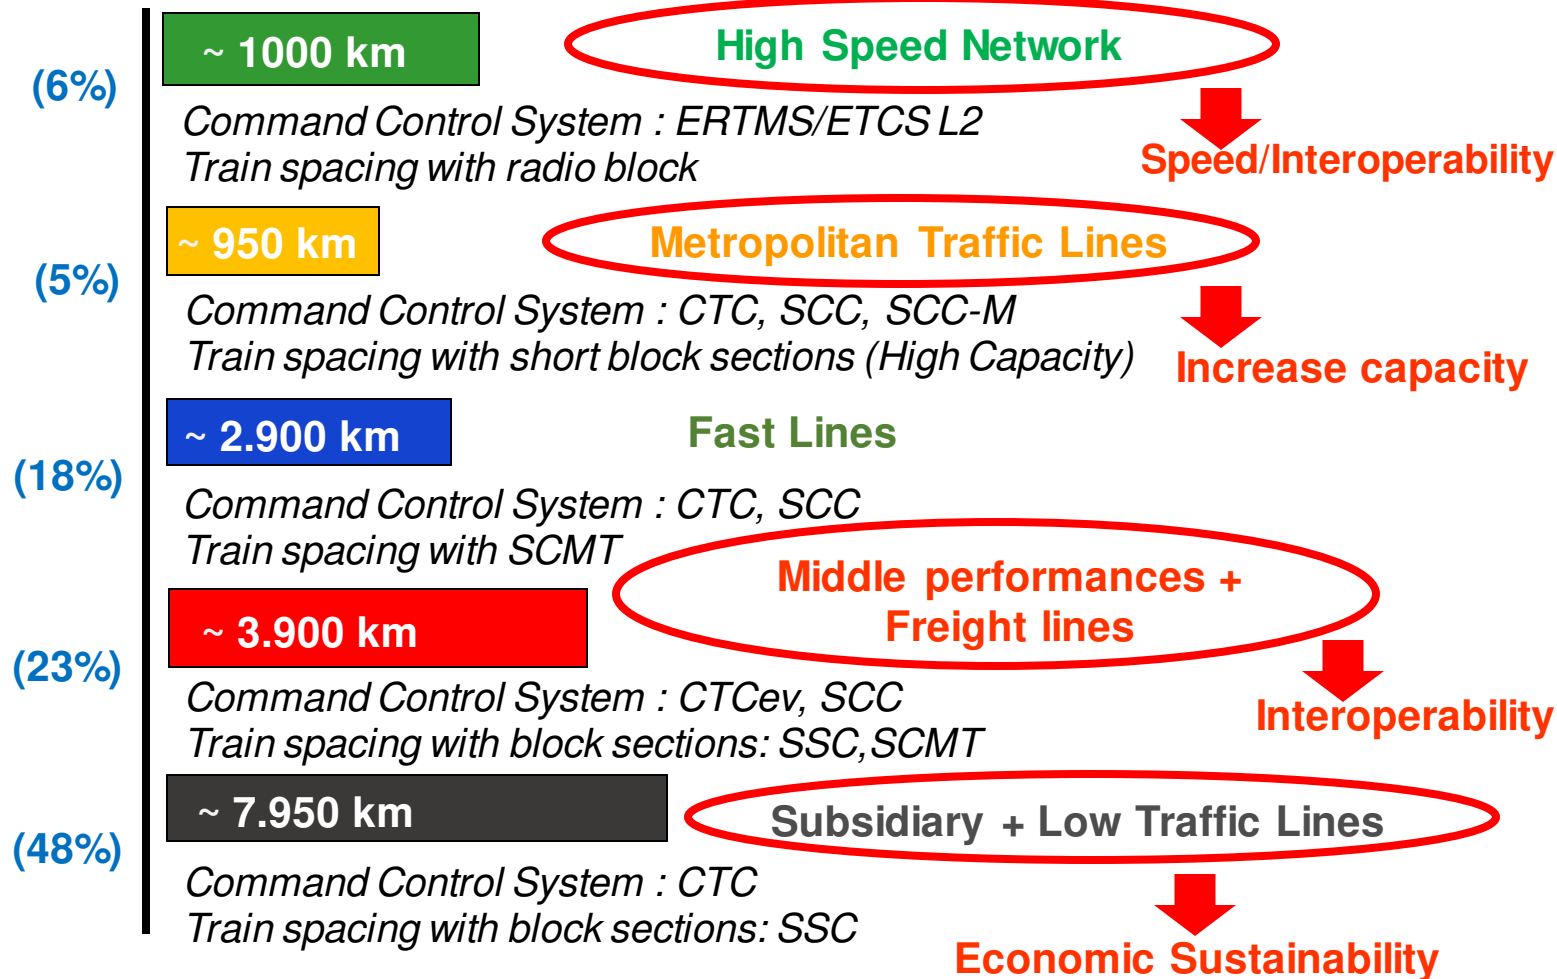 ~ 1000 km
High Speed Network
(6%)
Command Control System : ERTMS/ETCS L2
Train spacing with radio block
Speed/Interoperability
~ 950 km
Metropolitan Traffic Lines
(5%)
Command Control System : CTC, SCC, SCC-M
Train spacing with short block sections (High Capacity)
Increase capacity
~ 2.900 km
Fast Lines
(18%)
Command Control System : CTC, SCC
Train spacing with SCMT
Middle performances +
Freight lines
~ 3.900 km
(23%)
Command Control System : CTCev, SCC
Train spacing with block sections: SSC,SCMT
Interoperability
~ 7.950 km
Subsidiary + Low Traffic Lines
(48%)
Command Control System : CTC
Train spacing with block sections: SSC
Economic Sustainability